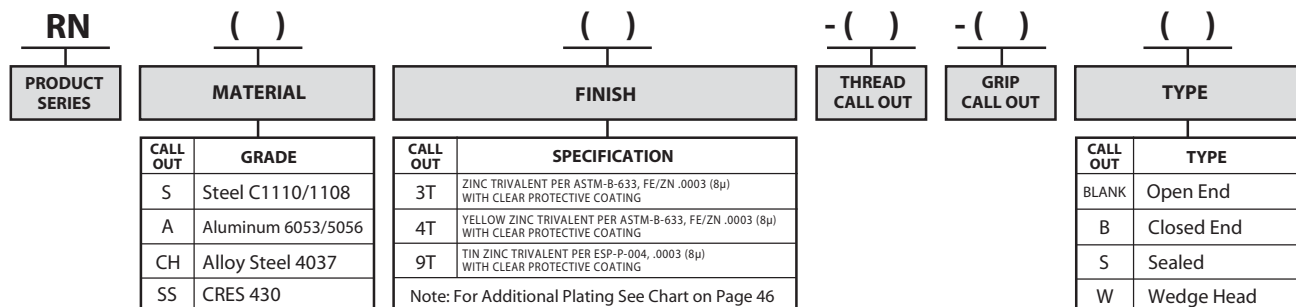 RN ( ) ( ) - ( ) - ( ) ( )
PRODUCT
SERIES
MATERIAL
FINISH
THREAD
CALL OUT
GRIP
CALL OUT
TYPE
CALL
OUT
GRADE
S Steel C1110/1108
A Aluminum 6053/5056
CH Alloy Steel 4037
SS CRES 430
CALL
OUT
SPECIFICATION
3T ZINC TRIVALENT PER ASTM-B-633, FE/ZN .0003 (8µ)
WITH CLEAR PROTECTIVE COATING
4T YELLOW ZINC TRIVALENT PER ASTM-B-633, FE/ZN .0003 (8µ)
WITH CLEAR PROTECTIVE COATING
9T TIN ZINC TRIVALENT PER ESP-P-004, .0003 (8µ)
WITH CLEAR PROTECTIVE COATING
Note: For Additional Plating See Chart on Page 46
CALL
OUT
TYPE
BLANK Open End
B Closed End
S Sealed
W Wedge Head